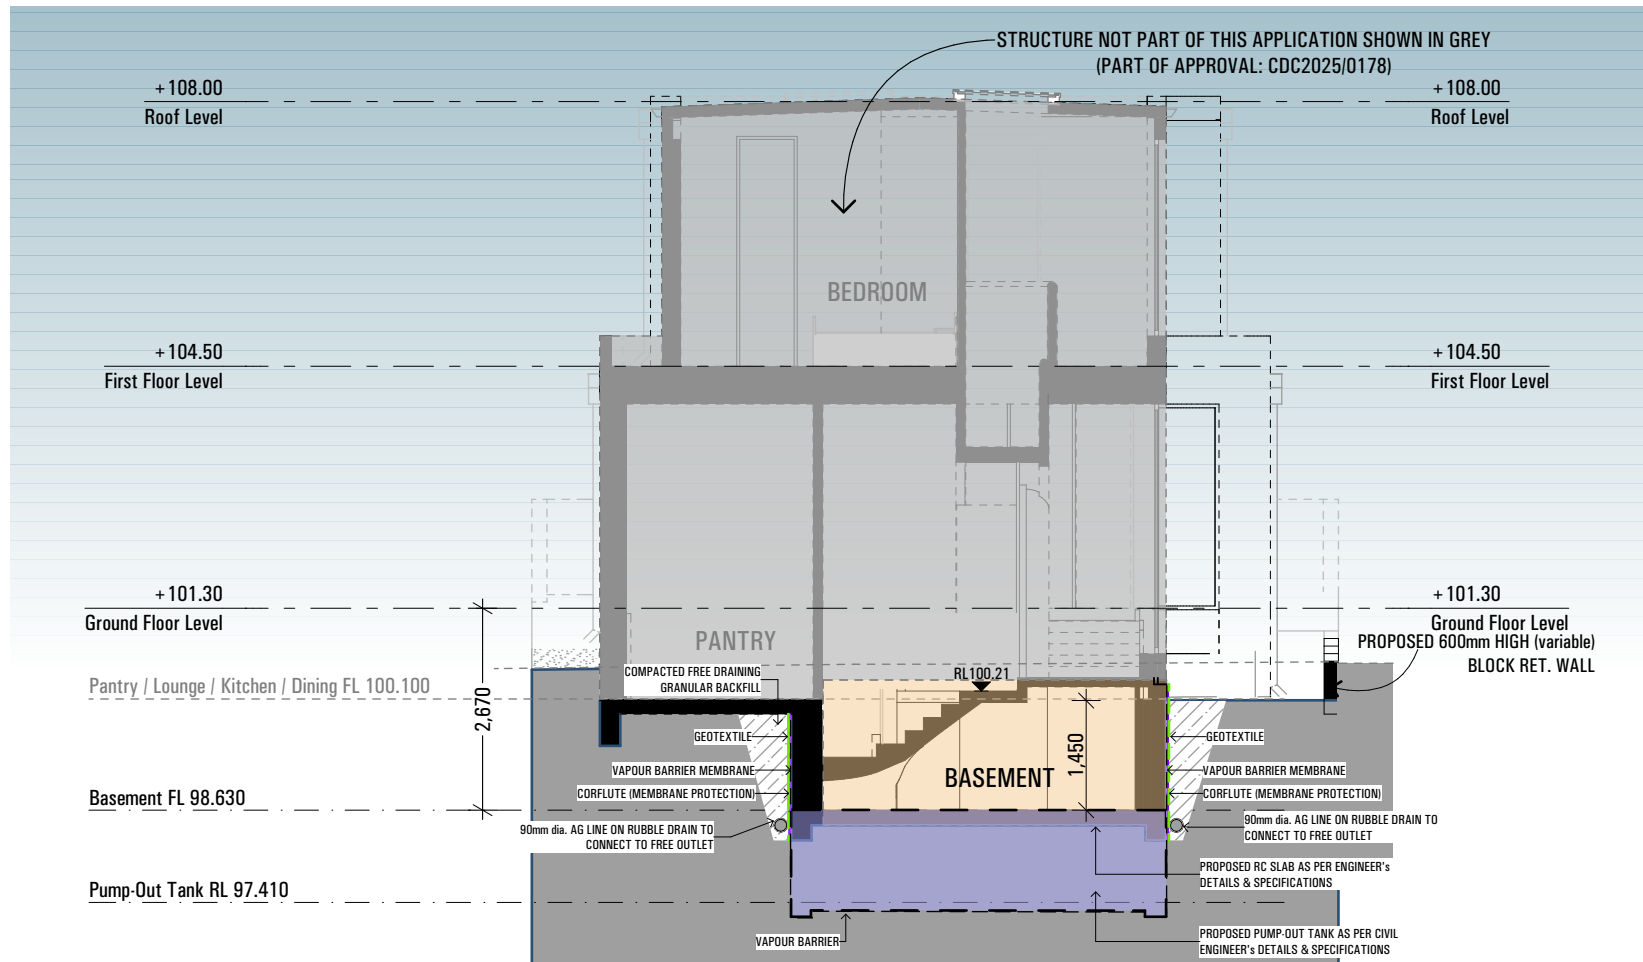 STRUCTURE NOT PART OF THIS APPLICATION SHOWN IN GREY
(PART OF APPROVAL: CDC2025/0178)
+108.00
Roof Level
+108.00
Roof Level
BEDROOM
+104.50
First Floor Level
+104.50
First Floor Level
+101.30
Ground Floor Level
+101.30
Ground Floor Level
PROPOSED 600mm HIGH (variable)
BLOCK RET. WALL
PANTRY
COMPACTED FREE DRAINING
GRANULAR BACKFILL
RL100.21
Pantry / Lounge / Kitchen / Dining FL 100.100
2,670
GEOTEXTILE
GEOTEXTILE
1,450
VAPOUR BARRIER MEMBRANE
BASEMENT
VAPOUR BARRIER MEMBRANE
CORFLUTE (MEMBRANE PROTECTION)
CORFLUTE (MEMBRANE PROTECTION)
Basement FL 98.630
90mm dia. AG LINE ON RUBBLE DRAIN TO
CONNECT TO FREE OUTLET
90mm dia. AG LINE ON RUBBLE DRAIN TO
CONNECT TO FREE OUTLET
PROPOSED RC SLAB AS PER ENGINEER's
DETAILS & SPECIFICATIONS
Pump-Out Tank RL 97.410
VAPOUR BARRIER
PROPOSED PUMP-OUT TANK AS PER CIVIL
ENGINEER's DETAILS & SPECIFICATIONS